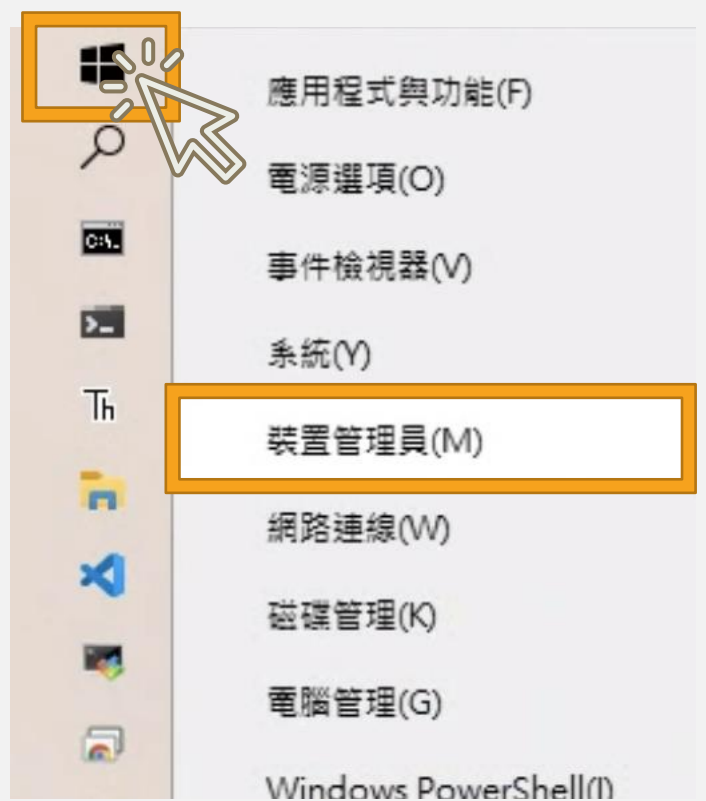 應用程式與功能(F)
電源選項(O)
事件檢視器(V)
系統(Y)
裝置管理員(M)
網路連線(W)
磁碟管理(K)
電腦管理(G)
Windows PowerShell(I)
C:\_
>_
Th